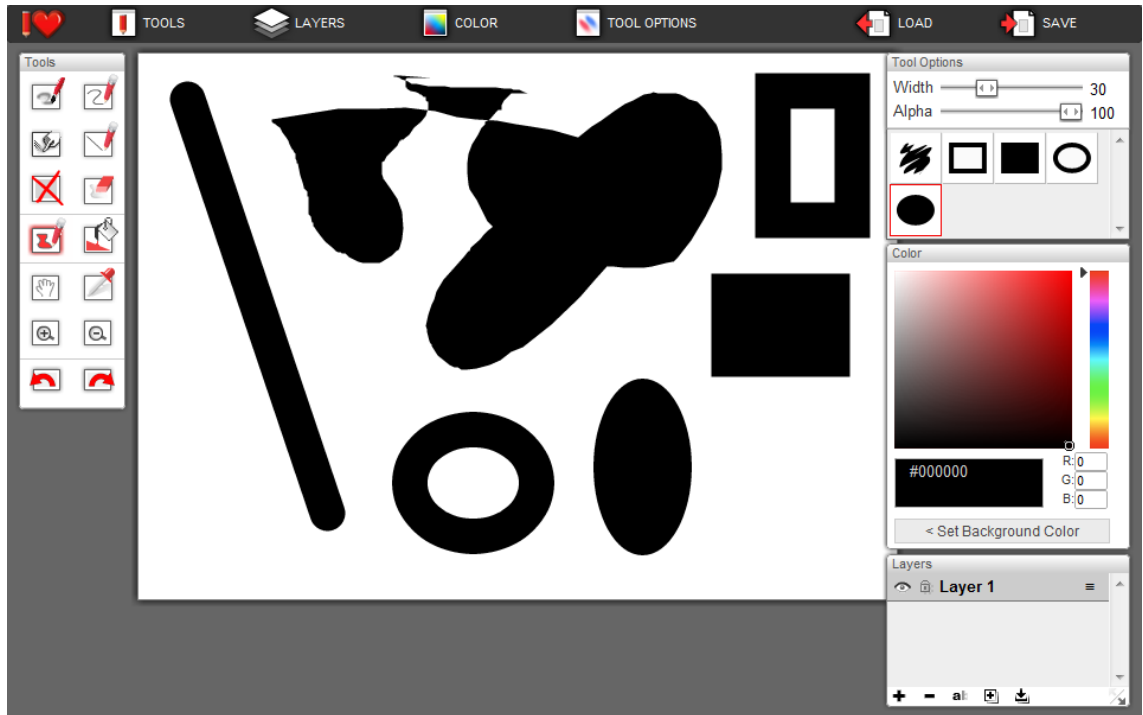 TOOLS
LAYERS
COLOR
TOOL OPTIONS
LOAD
SAVE
Tools
Tool Options
Width
30
Alpha
100
Color
#000000
R: 0
G: 0
B: 0
< Set Background Color
Layers
Layer 1